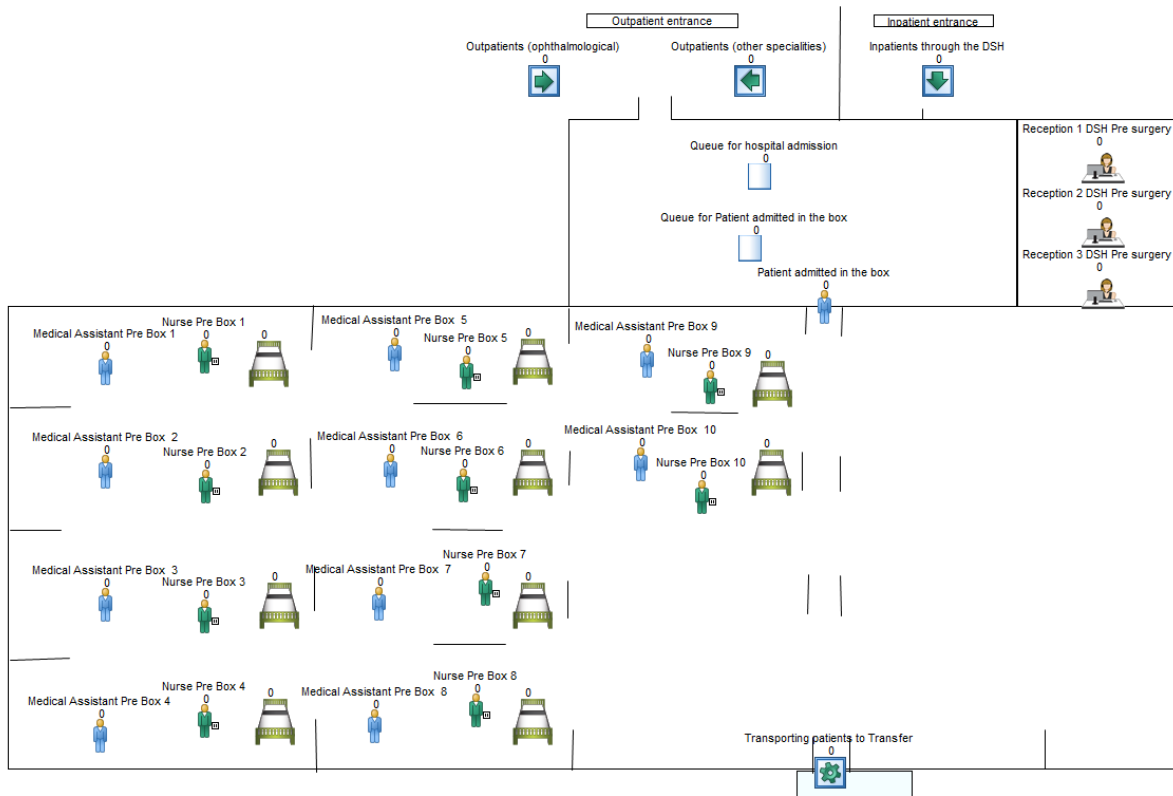 Outpatient entrance
Inpatient entrance
Outpatients (ophthalmological)
0
Outpatients (other specialities)
0
Inpatients through the DSH
0
Queue for hospital admission
0
Queue for Patient admitted in the box
0
Patient admitted in the box
0
Reception 1 DSH Pre surgery
0
Reception 2 DSH Pre surgery
0
Reception 3 DSH Pre surgery
0
Medical Assistant Pre Box 1
0
Nurse Pre Box 1
0
0
Medical Assistant Pre Box 5
0
Nurse Pre Box 5
0
0
Medical Assistant Pre Box 9
0
Nurse Pre Box 9
0
0
Medical Assistant Pre Box 2
0
Nurse Pre Box 2
0
0
Medical Assistant Pre Box 6
0
Nurse Pre Box 6
0
0
Medical Assistant Pre Box 10
0
Nurse Pre Box 10
0
0
Medical Assistant Pre Box 3
0
Nurse Pre Box 3
0
0
Medical Assistant Pre Box 7
0
Nurse Pre Box 7
0
0
Medical Assistant Pre Box 4
0
Nurse Pre Box 4
0
0
Medical Assistant Pre Box 8
0
Nurse Pre Box 8
0
0
Transporting patients to Transfer
0